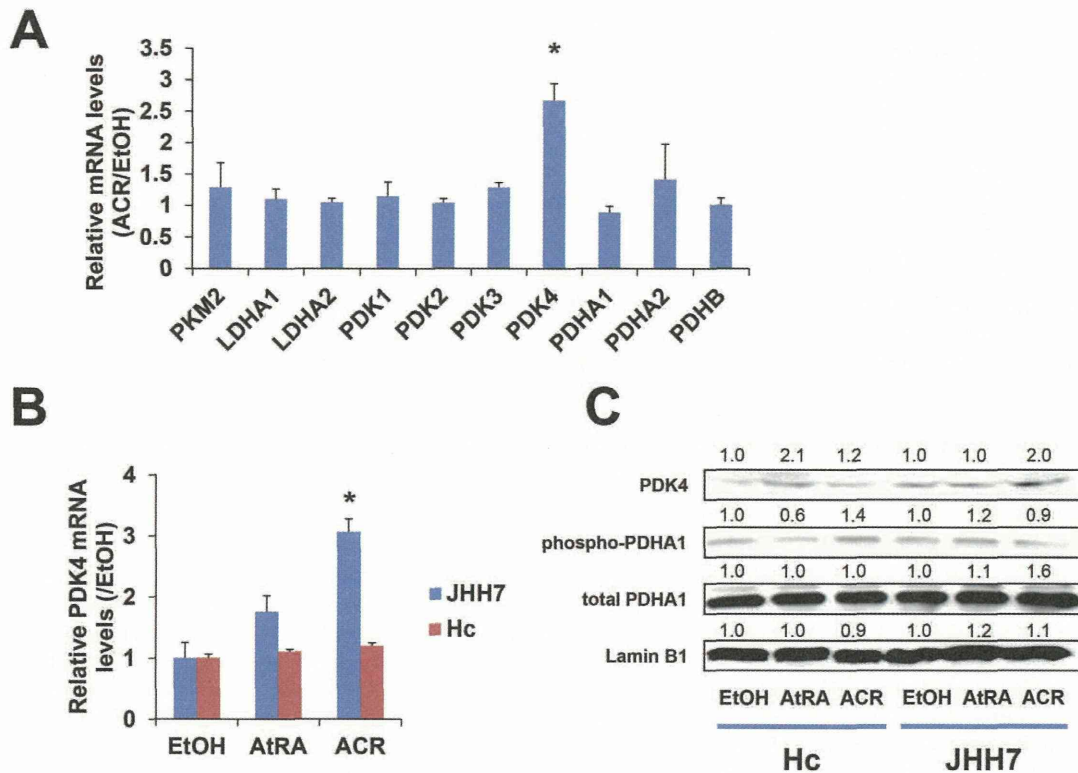 A
Relative mRNA levels
(ACR/EtOH)
3.5
3
2.5
2
1.5
1
0.5
0
*
PKM2
LDHA1
LDHA2
PDK1
PDK2
PDK3
PDK4
PDHA1
PDHA2
PDHB
B
Relative PDK4 mRNA
levels (/EtOH)
4
3
2
1
0
*
EtOH AtRA ACR
JHH7
Hc
C
1.0 2.1 1.2 1.0 1.0 2.0
PDK4
1.0 0.6 1.4 1.0 1.2 0.9
phospho-PDHA1
1.0 1.0 1.0 1.0 1.1 1.6
total PDHA1
1.0 1.0 0.9 1.0 1.2 1.1
Lamin B1
EtOH AtRA ACR EtOH AtRA ACR
Hc JHH7